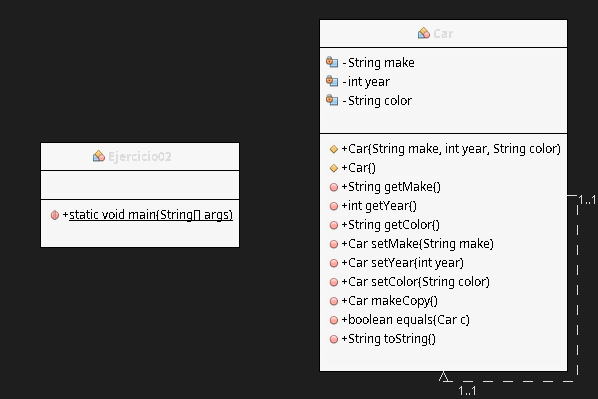 Ejercicio02
+static void main(String[] args)
Car
-String make
-int year
-String color
+Car(String make, int year, String color)
+Car()
+String getMake()
+int getYear()
+String getColor()
+Car setMake(String make)
+Car setYear(int year)
+Car setColor(String color)
+Car makeCopy()
+boolean equals(Car c)
+String toString()
1..1
1..1